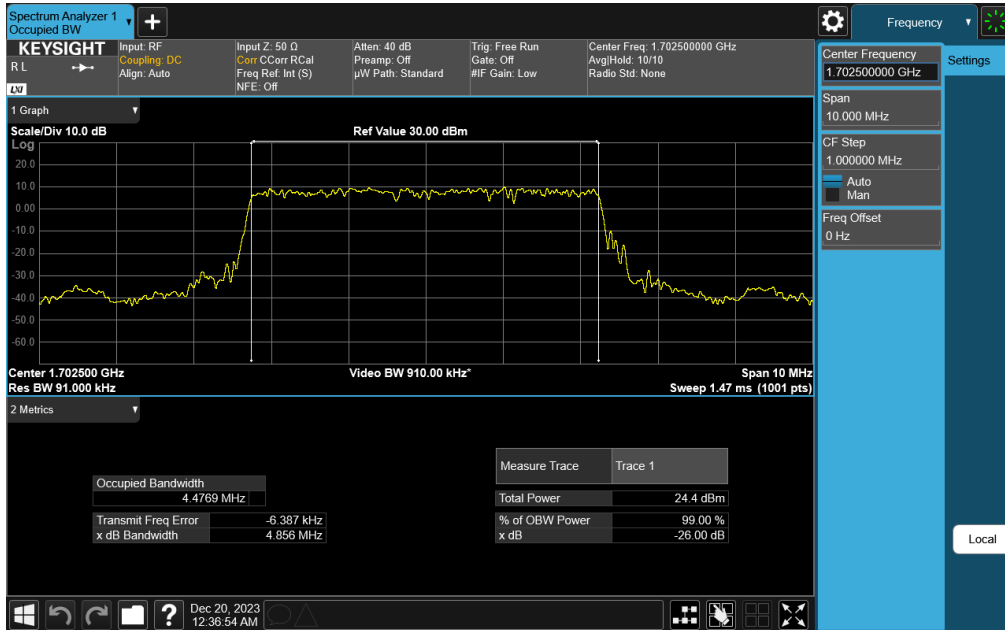 Spectrum Analyzer 1
Occupied BW
Frequency
KEYSIGHT
R L
LXI
Input: RF
Coupling: DC
Align: Auto
Input Z: 50 Ω
Corr CCorr RCal
Freq Ref: Int (S)
NFE: Off
Atten: 40 dB
Preamp: Off
µW Path: Standard
Trig: Free Run
Gate: Off
#IF Gain: Low
Center Freq: 1.702500000 GHz
Avg|Hold: 10/10
Radio Std: None
Center Frequency
1.702500000 GHz
Settings
Span
10.000 MHz
CF Step
1.000000 MHz
Auto
Man
Freq Offset
0 Hz
1 Graph
Scale/Div 10.0 dB
Ref Value 30.00 dBm
Log
20.0
10.0
0.00
-10.0
-20.0
-30.0
-40.0
-50.0
-60.0
Center 1.702500 GHz
Video BW 910.00 kHz*
Span 10 MHz
Res BW 91.000 kHz
Sweep 1.47 ms (1001 pts)
2 Metrics
Measure Trace
Trace 1
Occupied Bandwidth
4.4769 MHz
Total Power
24.4 dBm
Transmit Freq Error
-6.387 kHz
% of OBW Power
99.00 %
x dB Bandwidth
4.856 MHz
x dB
-26.00 dB
Local
?
Dec 20, 2023
12:36:54 AM